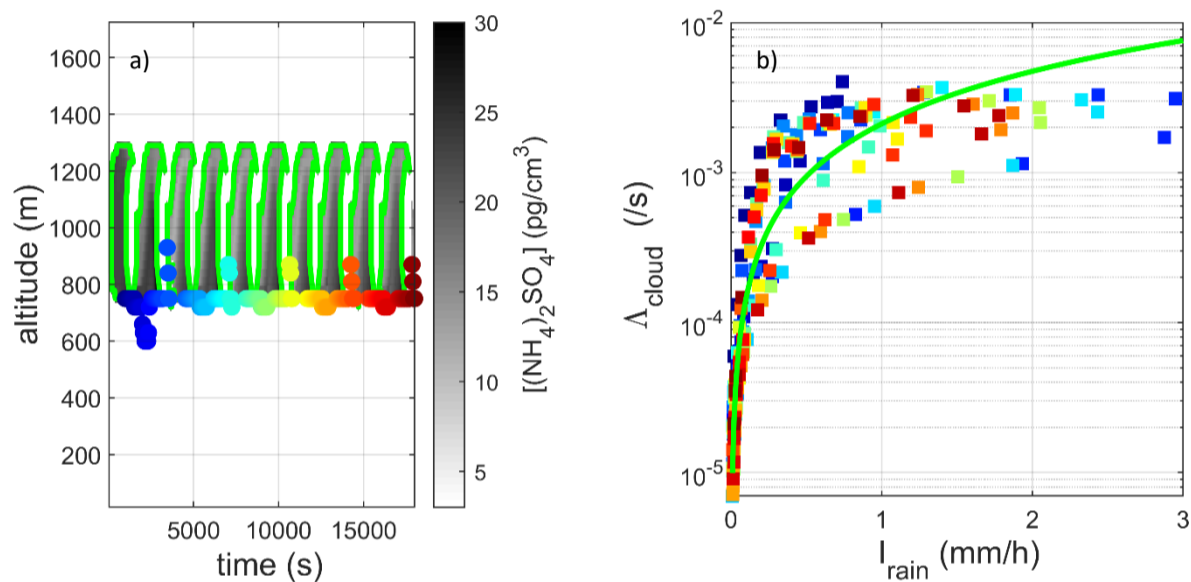 a)
1600
1400
1200
1000
800
600
400
200
altitude (m)
5000 10000 15000
time (s)
30
25
20
15
10
5
[(NH₄)₂SO₄] (pg/cm³)
b)
10⁻²
10⁻³
10⁻⁴
10⁻⁵
Λcloud (/s)
0 1 2 3
Irain (mm/h)